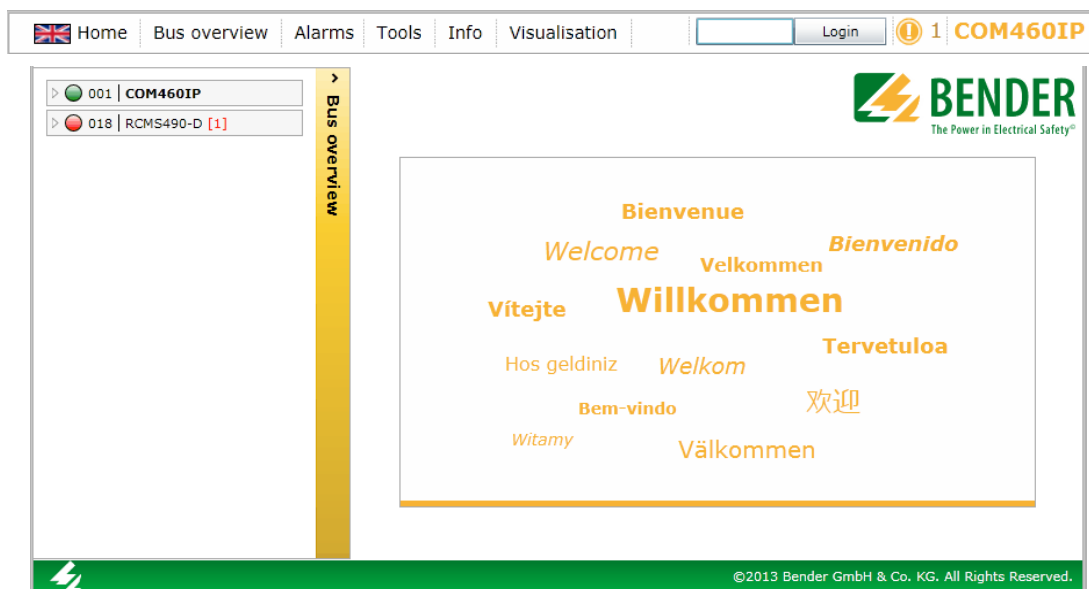 Home Bus overview Alarms Tools Info Visualisation Login 1 COM460IP
001 | COM460IP
018 | RCMS490-D [1]
Bus overview
BENDER
The Power in Electrical Safety©
Bienvenue
Welcome
Bienvenido
Velkommen
Willkommen
Vítejte
Tervetuloa
Hos geldiniz
Welkom
欢迎
Bem-vindo
Witamy
Välkommen
©2013 Bender GmbH & Co. KG. All Rights Reserved.